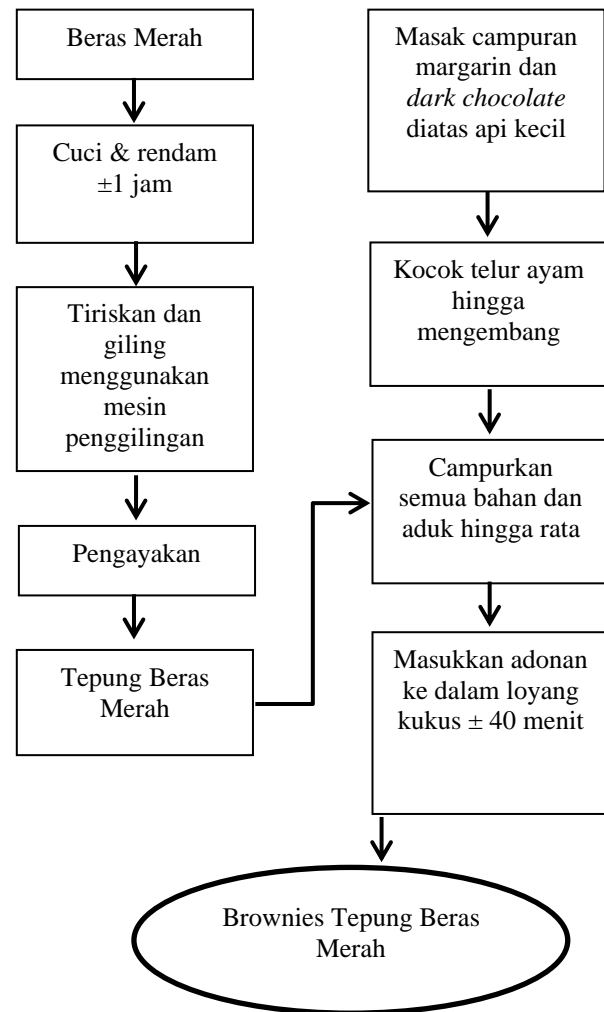 Beras Merah
Cuci & rendam
±1 jam
Tiriskan dan
giling
menggunakan
mesin
penggilingan
Pengayakan
Tepung Beras
Merah
Masak campuran
margarin dan
dark chocolate
diatas api kecil
Kocok telur ayam
hingga
mengembang
Campurkan
semua bahan dan
aduk hingga rata
Masukkan adonan
ke dalam loyang
kukus ± 40 menit
Brownies Tepung Beras
Merah